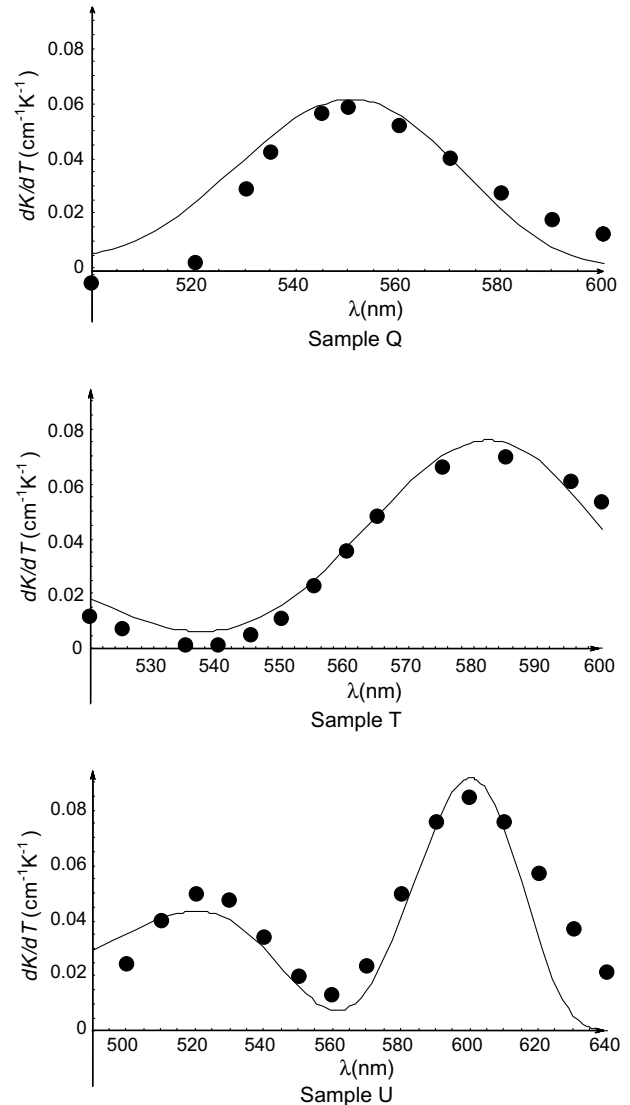 dK/dT (cm⁻¹K⁻¹)
0.08
0.06
0.04
0.02
0
520 540 560 580 600
λ(nm)
Sample Q
dK/dT (cm⁻¹K⁻¹)
0.08
0.06
0.04
0.02
0
530 540 550 560 570 580 590 600
λ(nm)
Sample T
dK/dT (cm⁻¹K⁻¹)
0.08
0.06
0.04
0.02
0
500 520 540 560 580 600 620 640
λ(nm)
Sample U